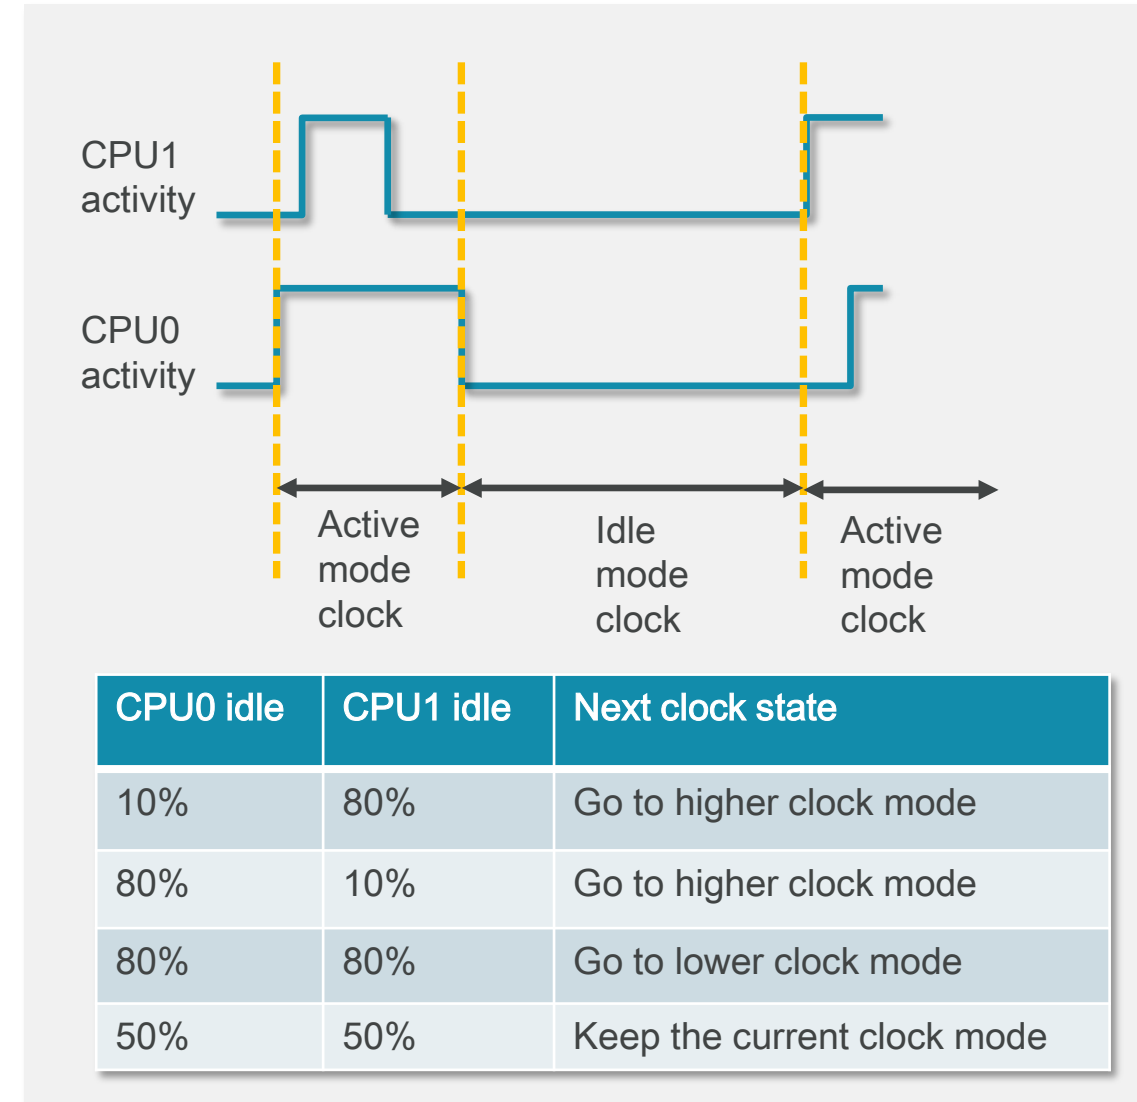 CPU1
activity
CPU0
activity
Active
mode
clock
Idle
mode
clock
Active
mode
clock
CPU0 idle CPU1 idle Next clock state
10% 80% Go to higher clock mode
80% 10% Go to higher clock mode
80% 80% Go to lower clock mode
50% 50% Keep the current clock mode